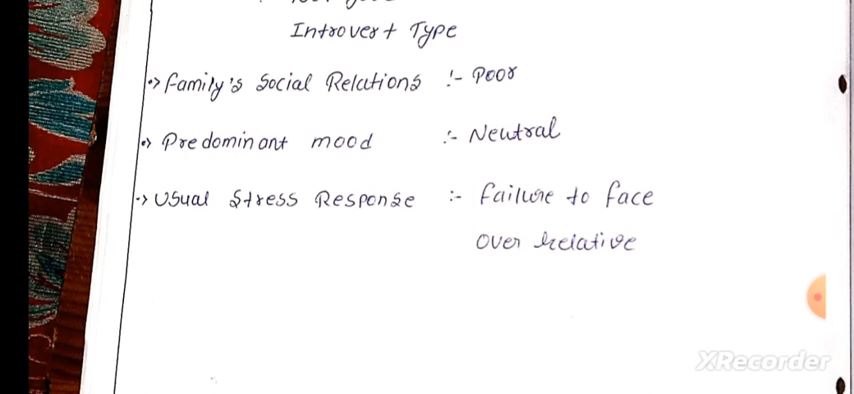 Introvert Type
•> Family's Social Relations :- Poor
•> Predominant mood :- Neutral
•> Usual Stress Response :- Failure to face
over relative
XRecorder